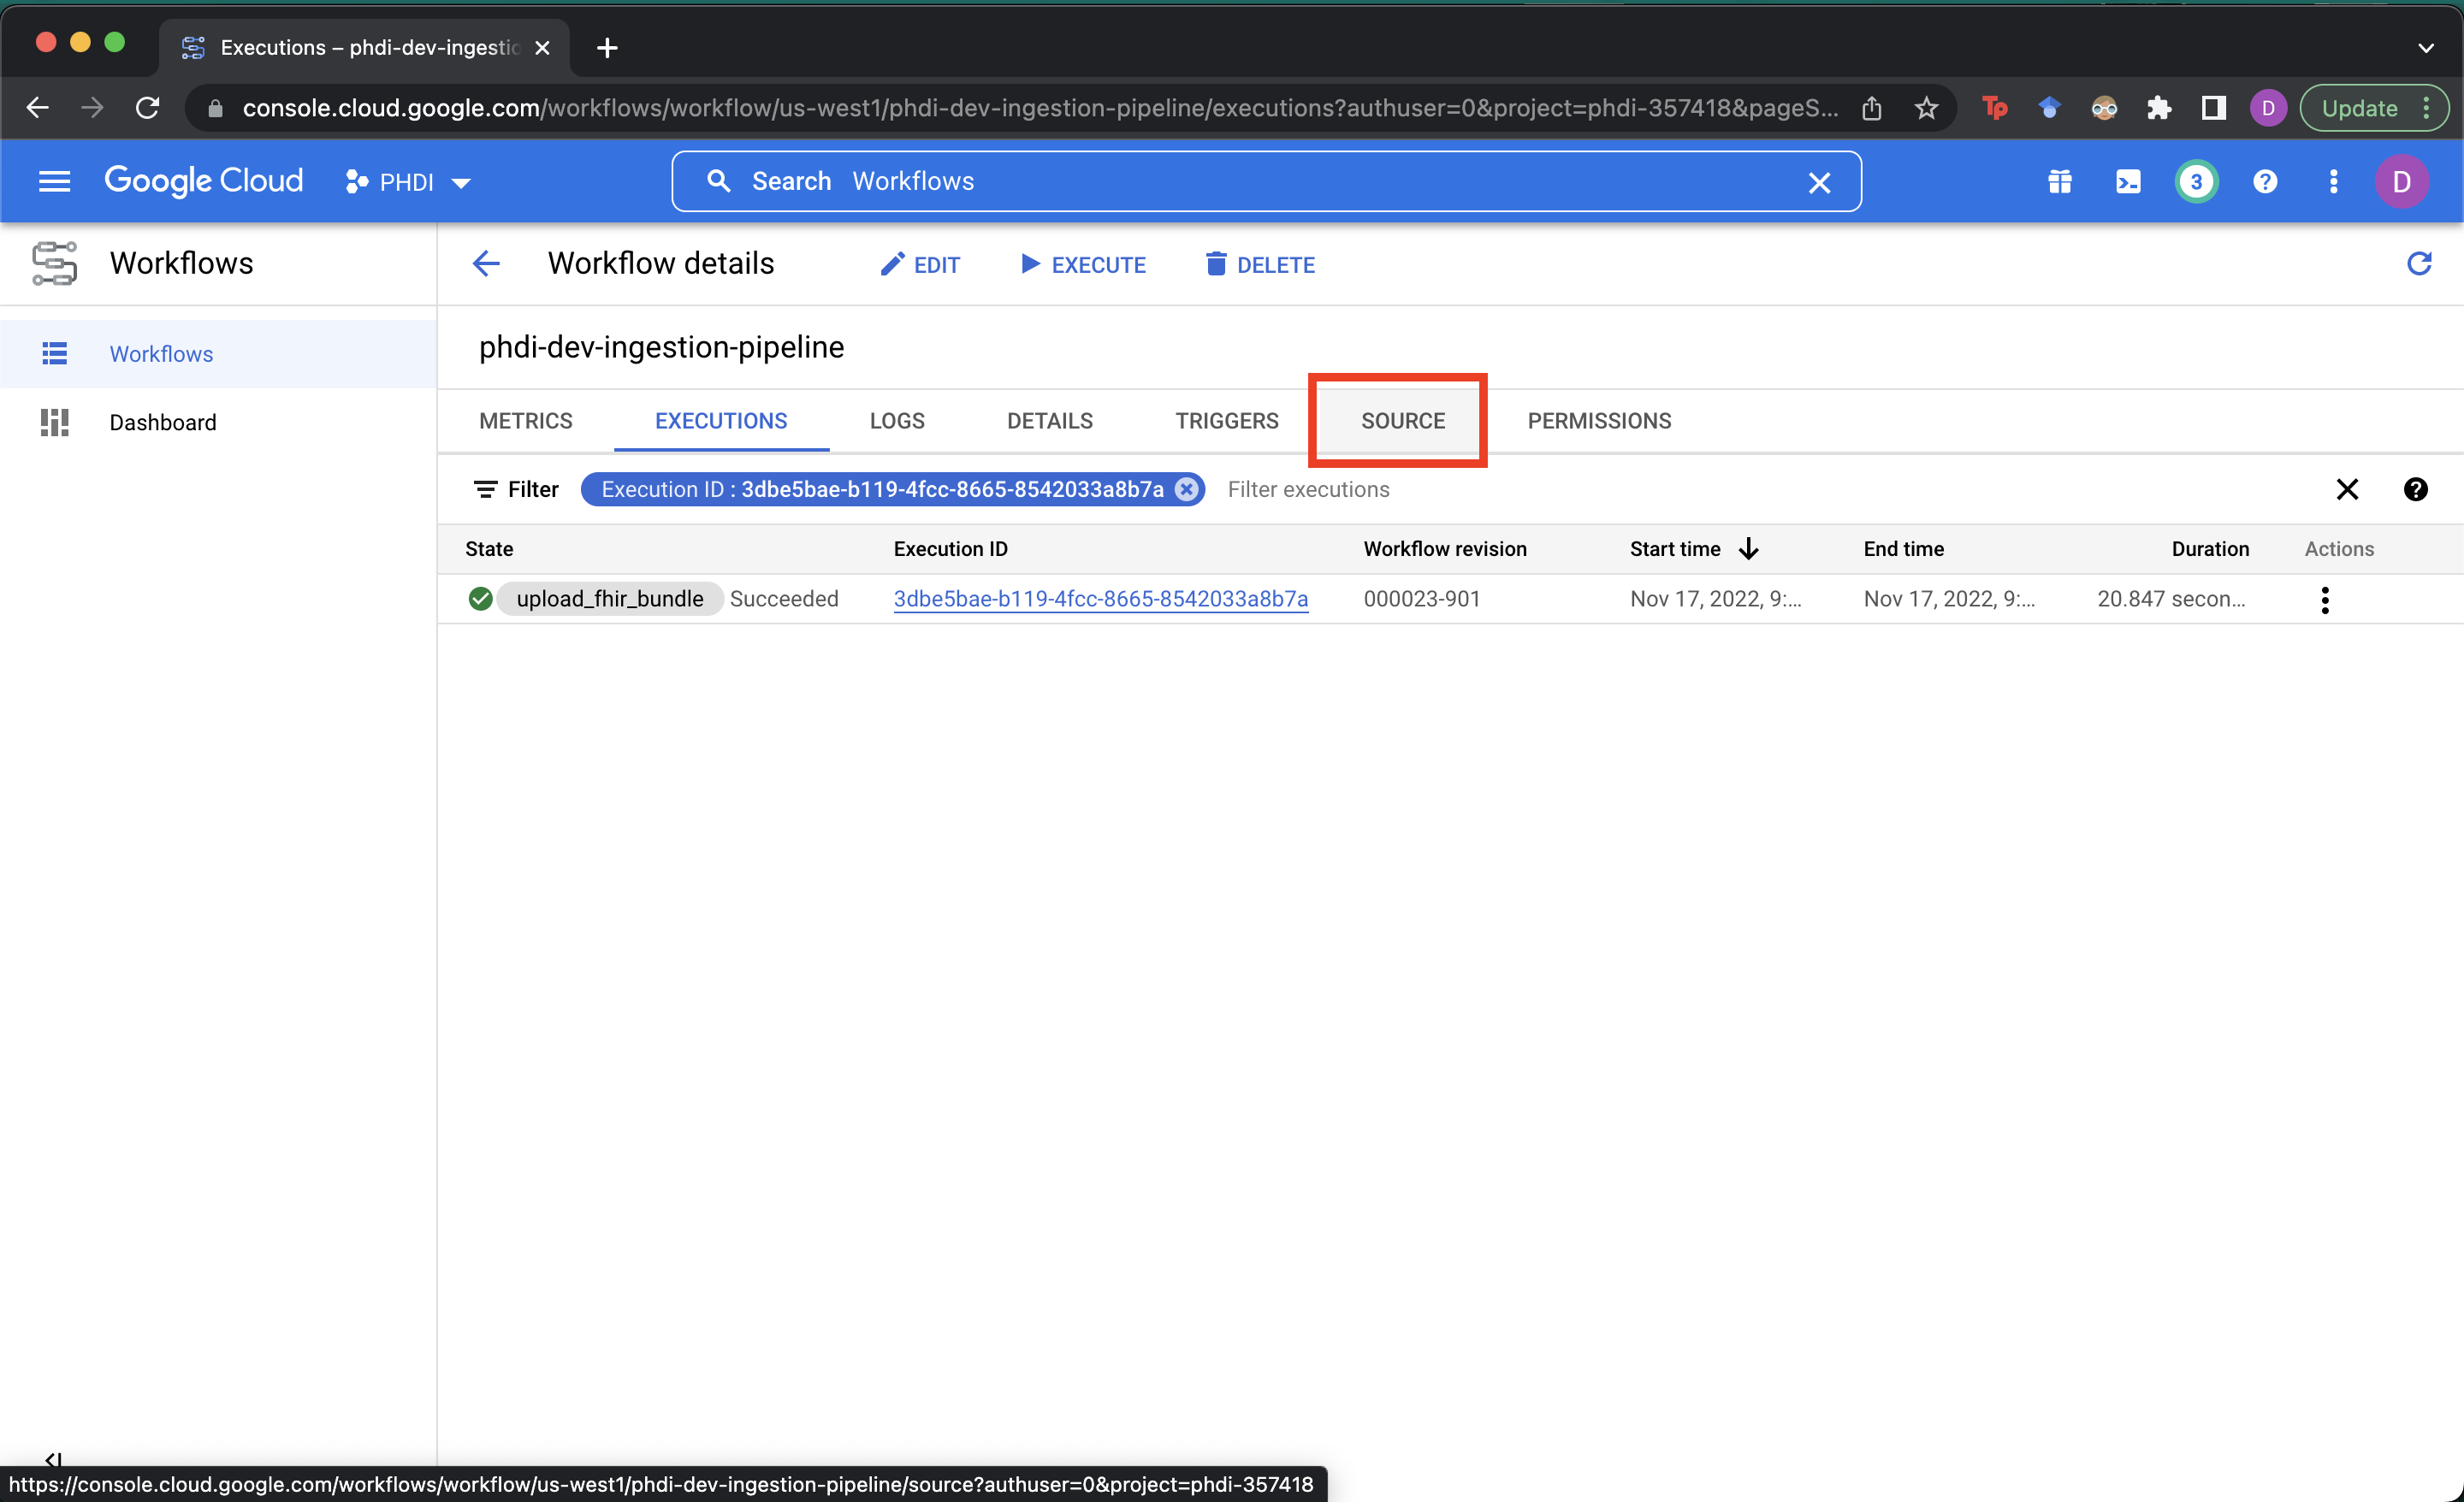 Executions – phdi-dev-ingestio
console.cloud.google.com/workflows/workflow/us-west1/phdi-dev-ingestion-pipeline/executions?authuser=0&project=phdi-357418&pageS...
Tp
D
Update
Google Cloud
PHDI
Search Workflows
3
D
Workflows
Workflow details
EDIT
EXECUTE
DELETE
Workflows
Dashboard
phdi-dev-ingestion-pipeline
METRICS EXECUTIONS LOGS DETAILS TRIGGERS SOURCE PERMISSIONS
Filter Execution ID : 3dbe5bae-b119-4fcc-8665-8542033a8b7a Filter executions
State Execution ID Workflow revision Start time End time Duration Actions
upload_fhir_bundle Succeeded 3dbe5bae-b119-4fcc-8665-8542033a8b7a 000023-901 Nov 17, 2022, 9:... Nov 17, 2022, 9:... 20.847 secon...
https://console.cloud.google.com/workflows/workflow/us-west1/phdi-dev-ingestion-pipeline/source?authuser=0&project=phdi-357418